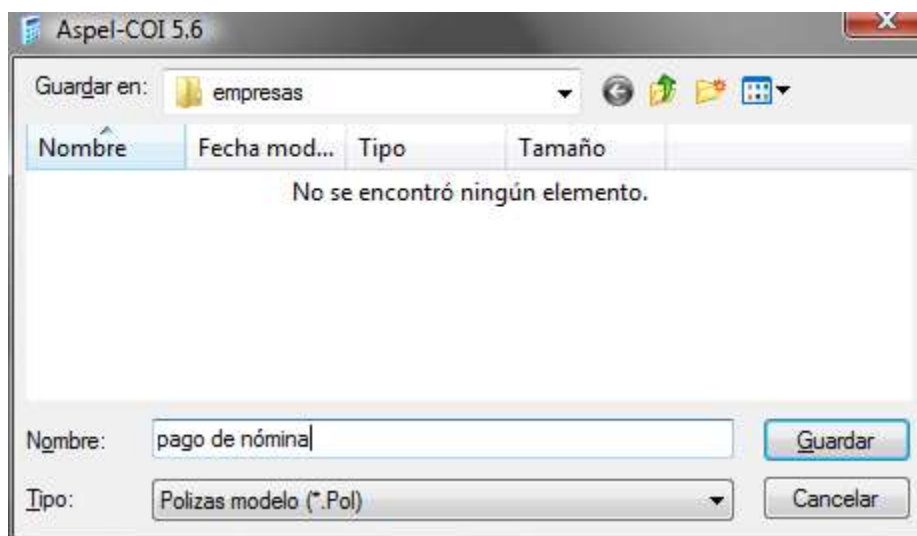 Aspel-COI 5.6
Guardar en: empresas
Nombre Fecha mod... Tipo Tamaño
No se encontró ningún elemento.
Nombre: pago de nómina Guardar
Tipo: Polizas modelo (*.Pol) Cancelar